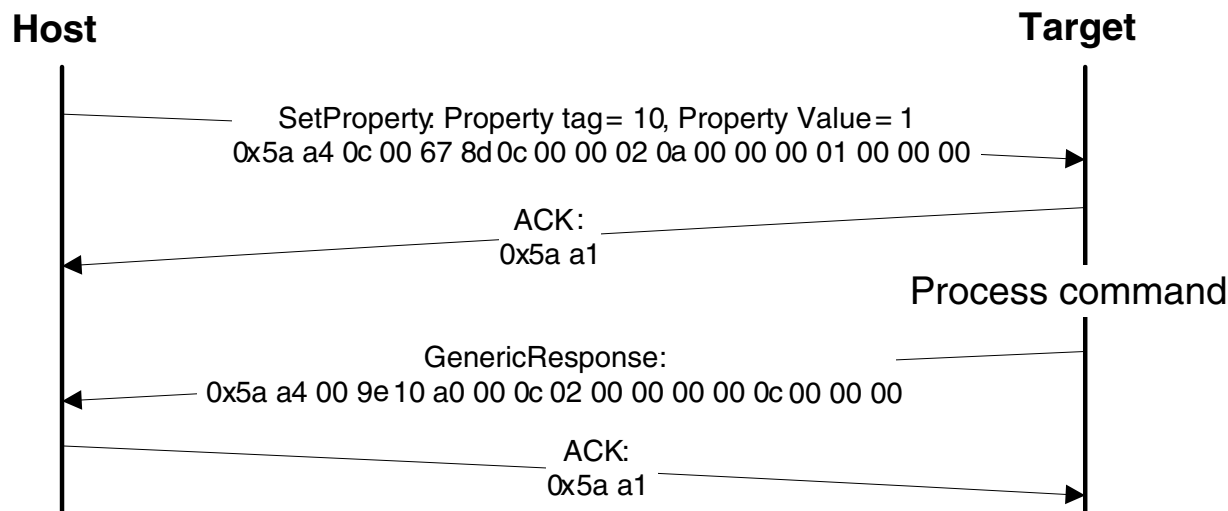 Host
Target
SetProperty: Property tag= 10, Property Value= 1
0x5a a4 0c 00 67 8d 0c 00 00 02 0a 00 00 00 01 00 00 00
ACK:
0x5a a1
Process command
GenericResponse:
0x5a a4 00 9e 10 a0 00 0c 02 00 00 00 00 0c 00 00 00
ACK:
0x5a a1